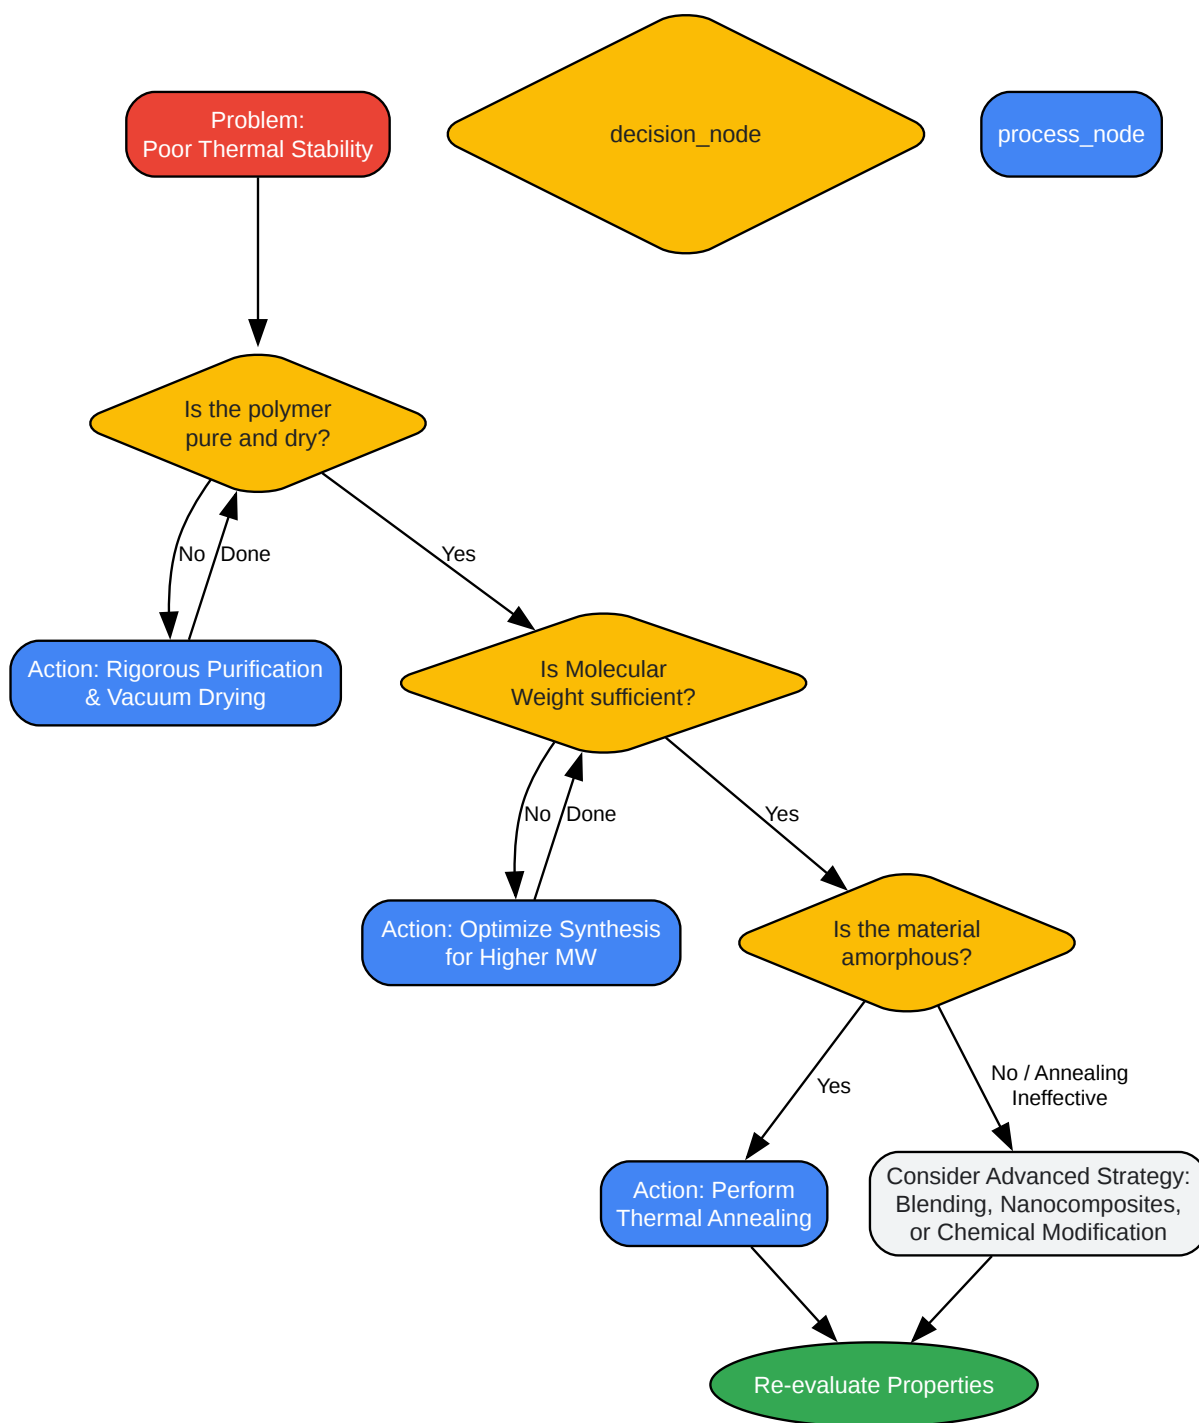 Problem:
Poor Thermal Stability
decision_node
process_node
Is the polymer
pure and dry?
No
Done
Yes
Action: Rigorous Purification
& Vacuum Drying
Is Molecular
Weight sufficient?
No
Done
Yes
Action: Optimize Synthesis
for Higher MW
Is the material
amorphous?
Yes
No / Annealing
Ineffective
Action: Perform
Thermal Annealing
Consider Advanced Strategy:
Blending, Nanocomposites,
or Chemical Modification
Re-evaluate Properties